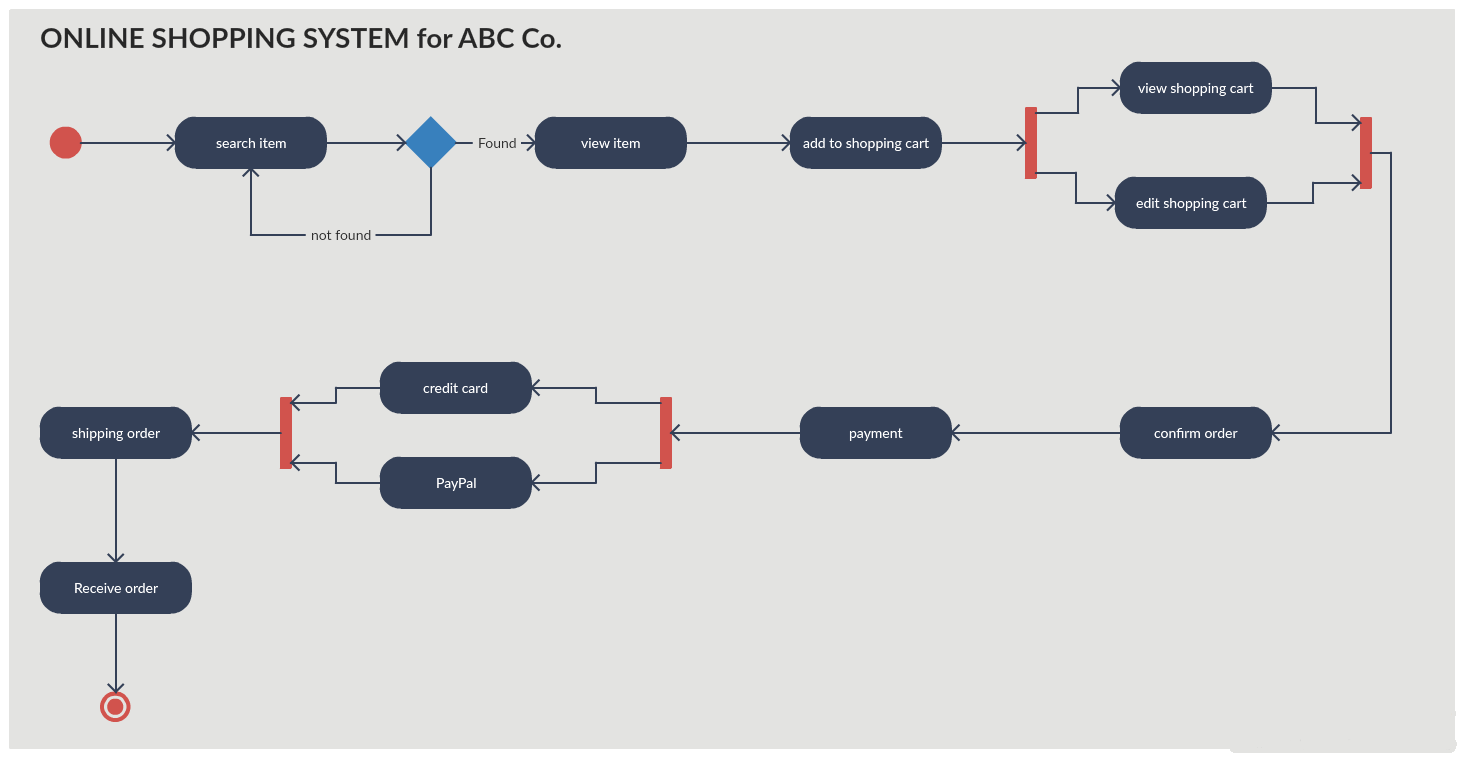 ONLINE SHOPPING SYSTEM for ABC Co.
view shopping cart
search item
Found
view item
add to shopping cart
edit shopping cart
not found
credit card
shipping order
payment
confirm order
PayPal
Receive order